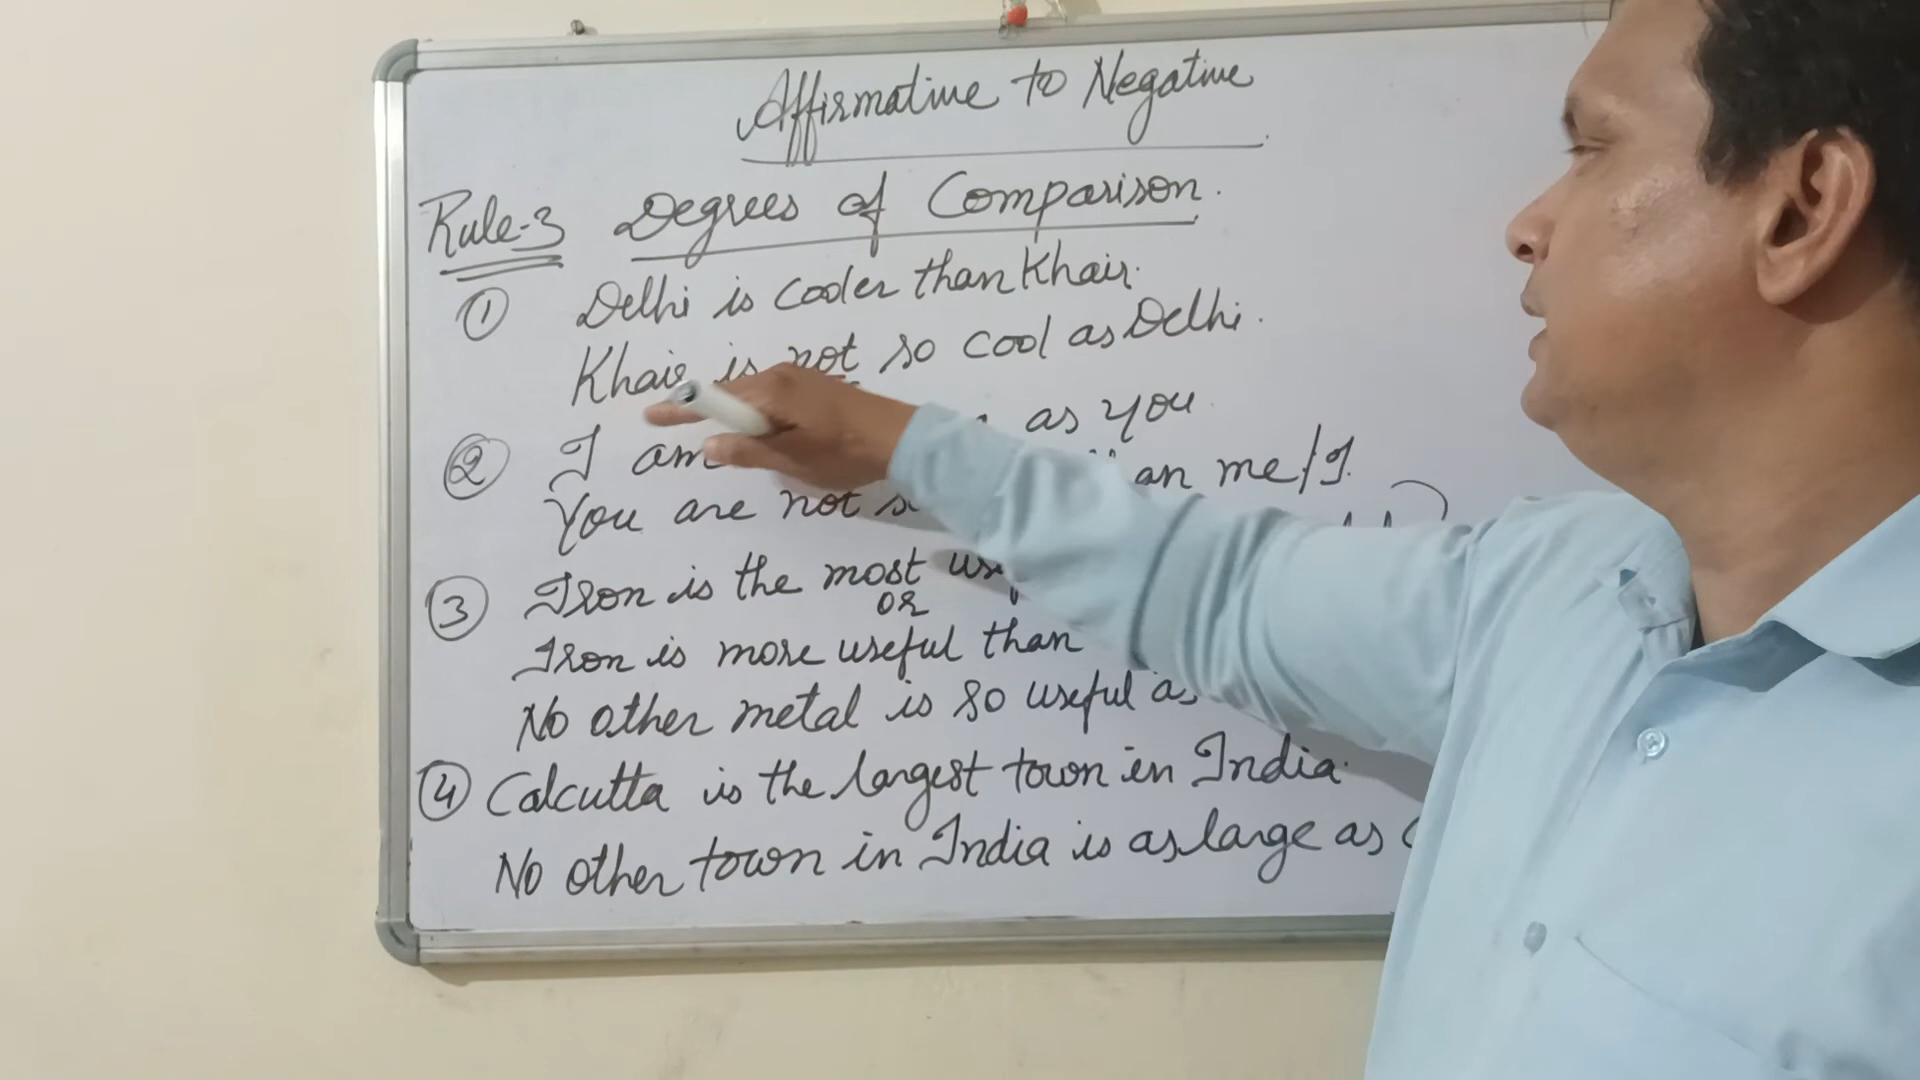 Affirmative to Negative
Rule-3 Degrees of Comparison.
① Delhi is cooler than Khair.
Khair is not so cool as Delhi.
② I am as you
than me/I.
You are not
③ Iron is the most
OR
Iron is more useful than
No other metal is so useful as
④ Calcutta is the largest town in India.
No other town in India is as large as